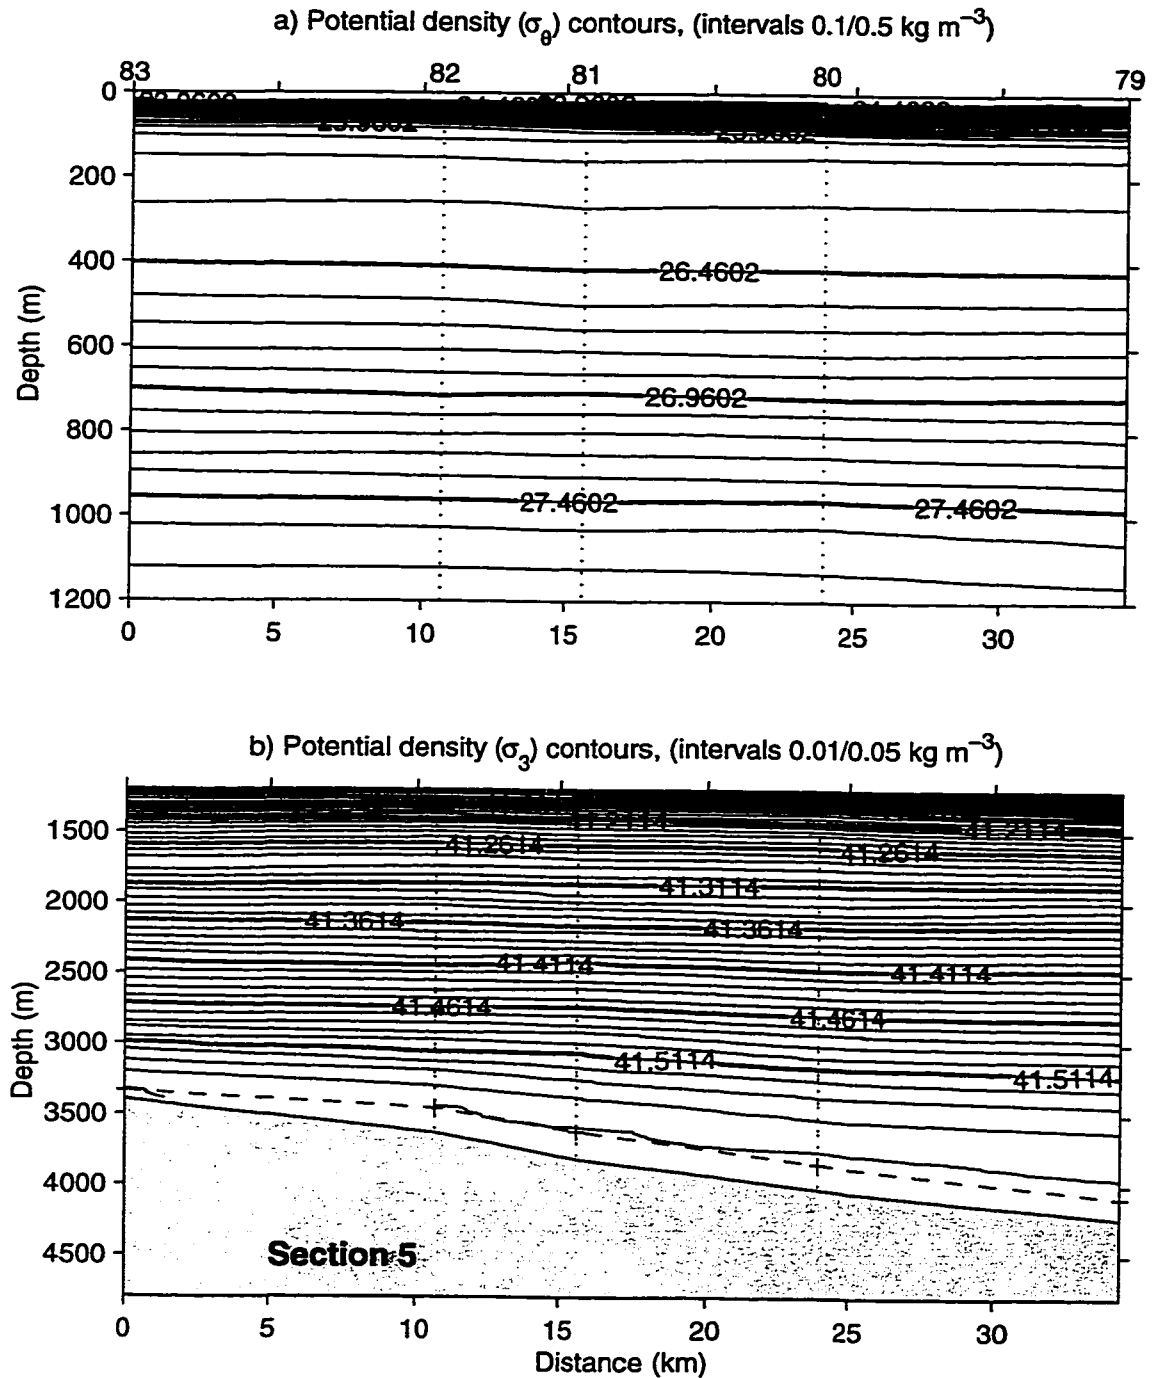 a) Potential density (σθ) contours, (intervals 0.1/0.5 kg m⁻³)
83 82 81 80 79
0
200
400
600
800
1000
1200
Depth (m)
26.4602
26.9602
27.4602 27.4602
0 5 10 15 20 25 30
b) Potential density (σ3) contours, (intervals 0.01/0.05 kg m⁻³)
1500
2000
2500
3000
3500
4000
4500
Depth (m)
41.2114 41.2114
41.2614 41.2614
41.3114
41.3614 41.3614
41.4114 41.4114
41.4614 41.4614
41.5114 41.5114
Section 5
0 5 10 15 20 25 30
Distance (km)